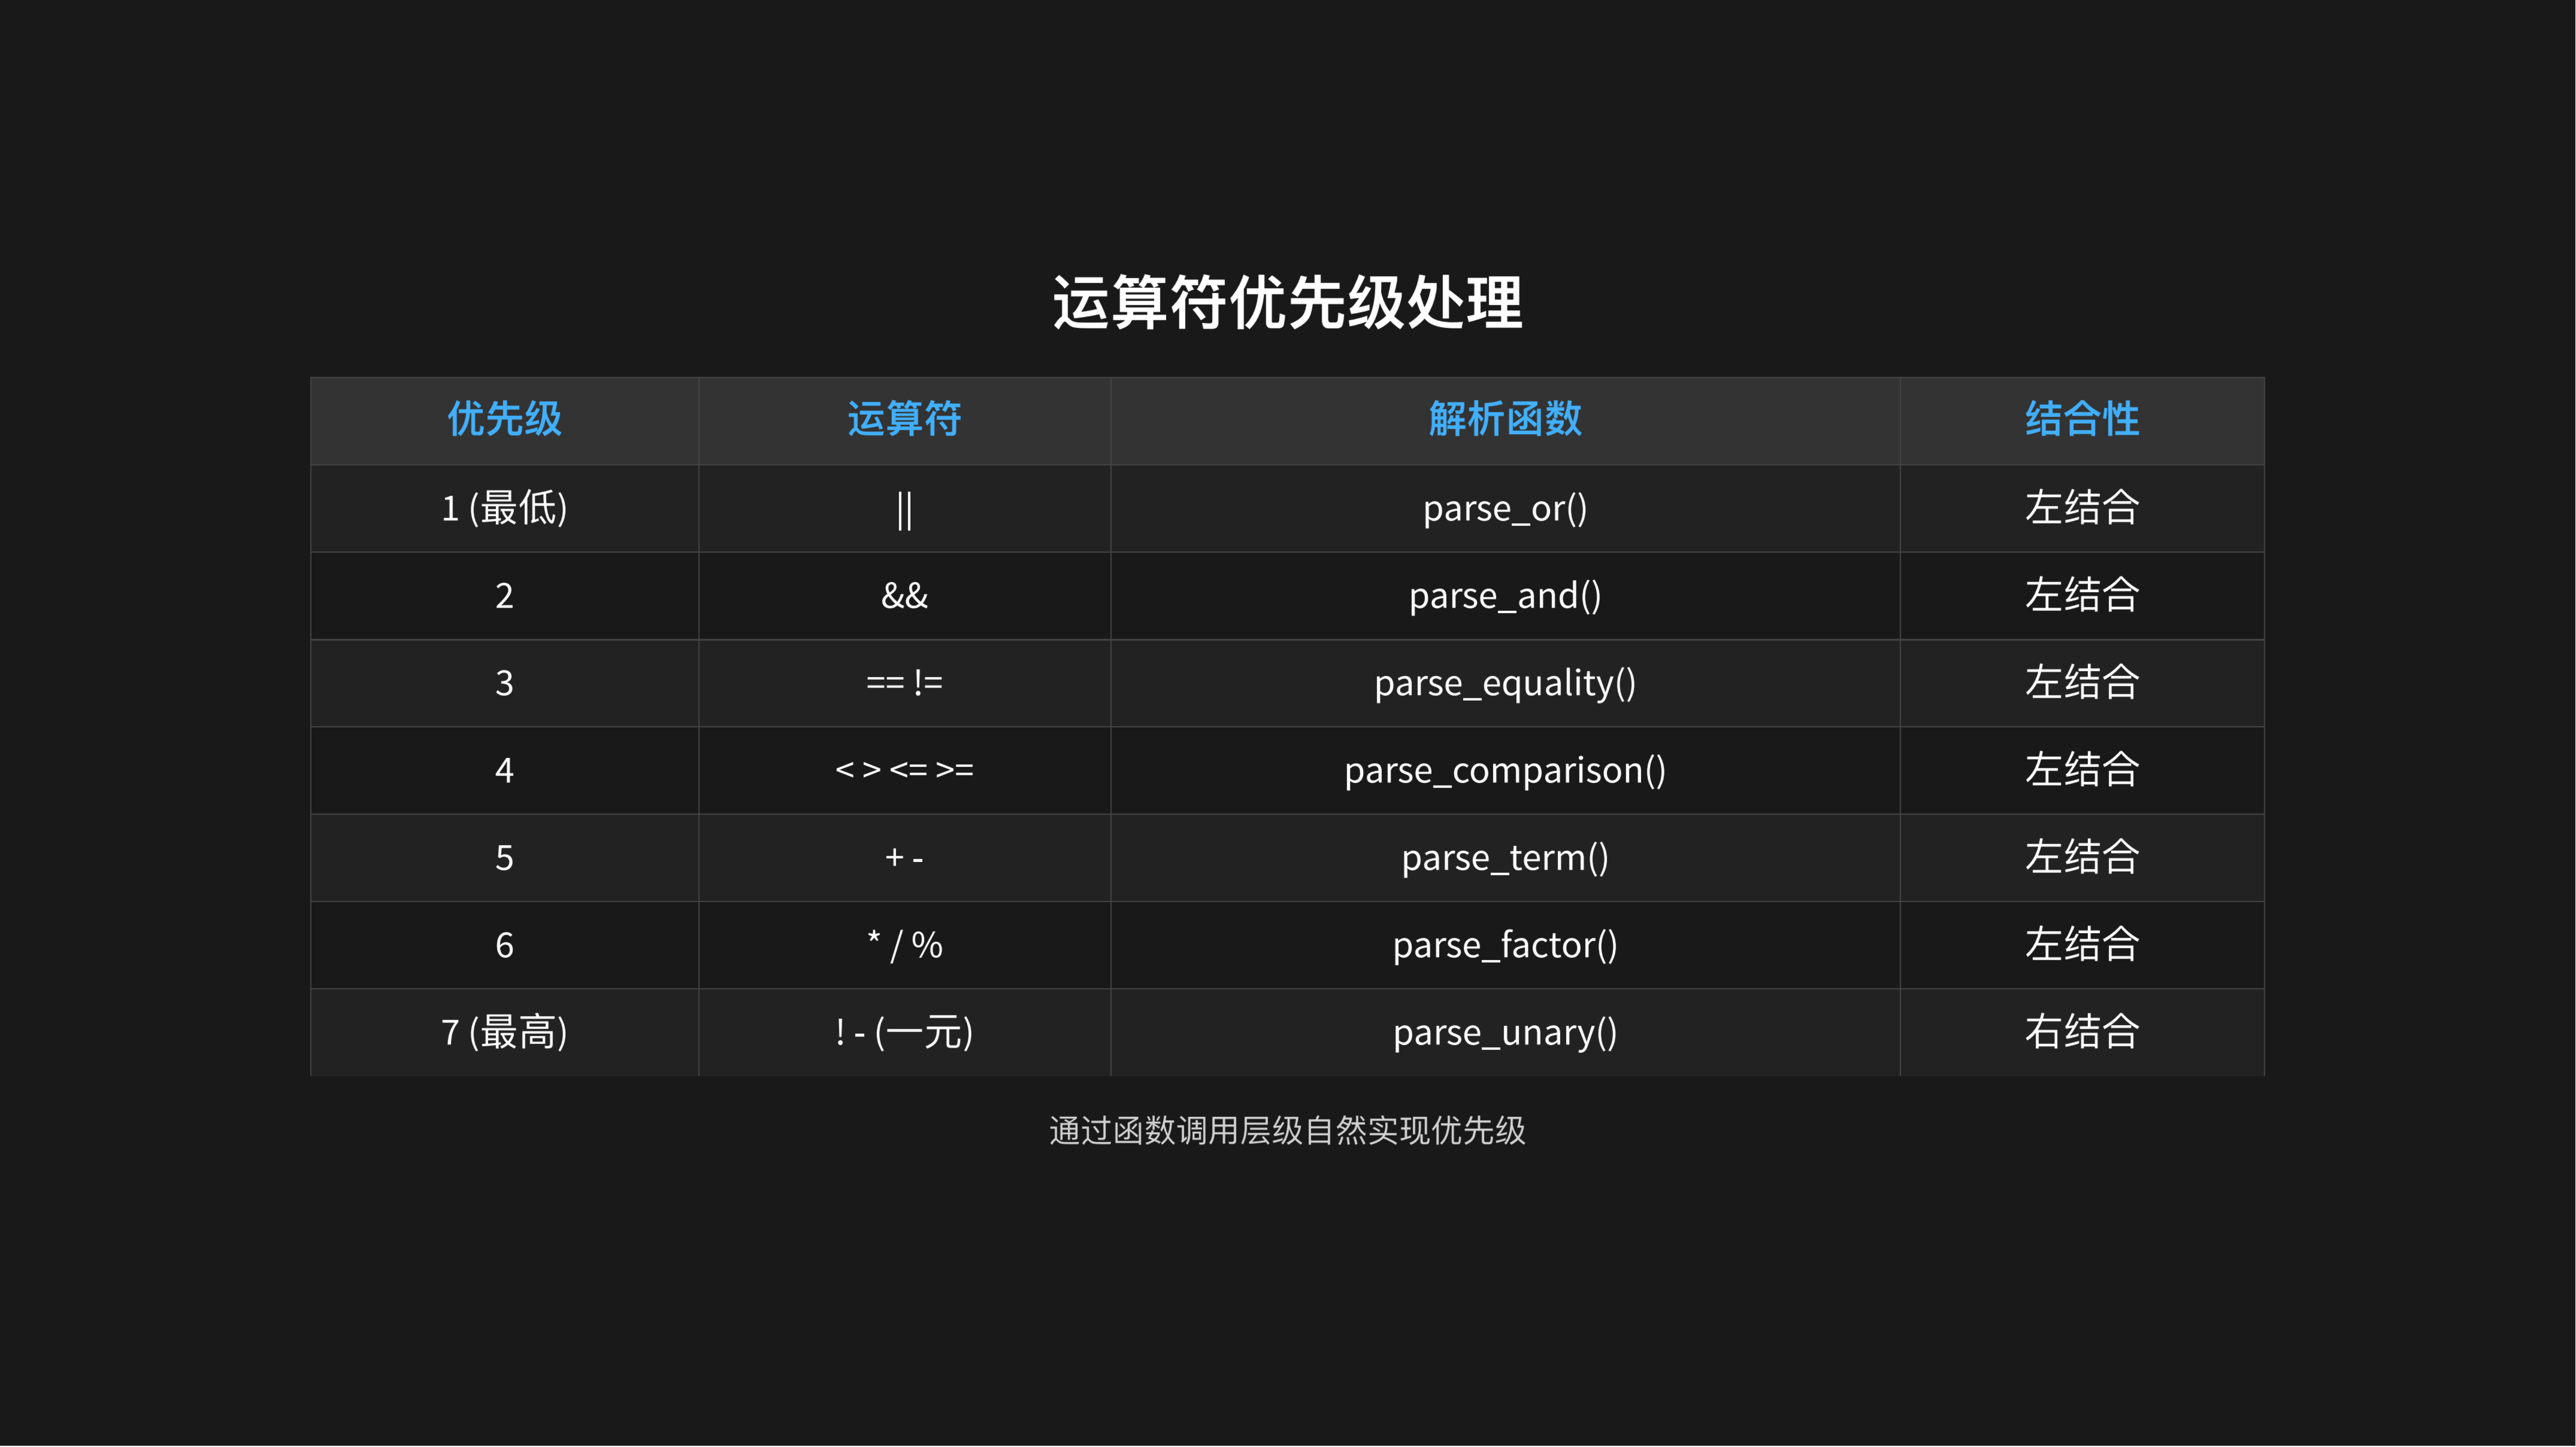 运算符优先级处理
优先级 运算符 解析函数 结合性
1 (最低) || parse_or() 左结合
2 && parse_and() 左结合
3 == != parse_equality() 左结合
4 < > <= >= parse_comparison() 左结合
5 + - parse_term() 左结合
6 * / % parse_factor() 左结合
7 (最高) ! - (一元) parse_unary() 右结合
通过函数调用层级自然实现优先级